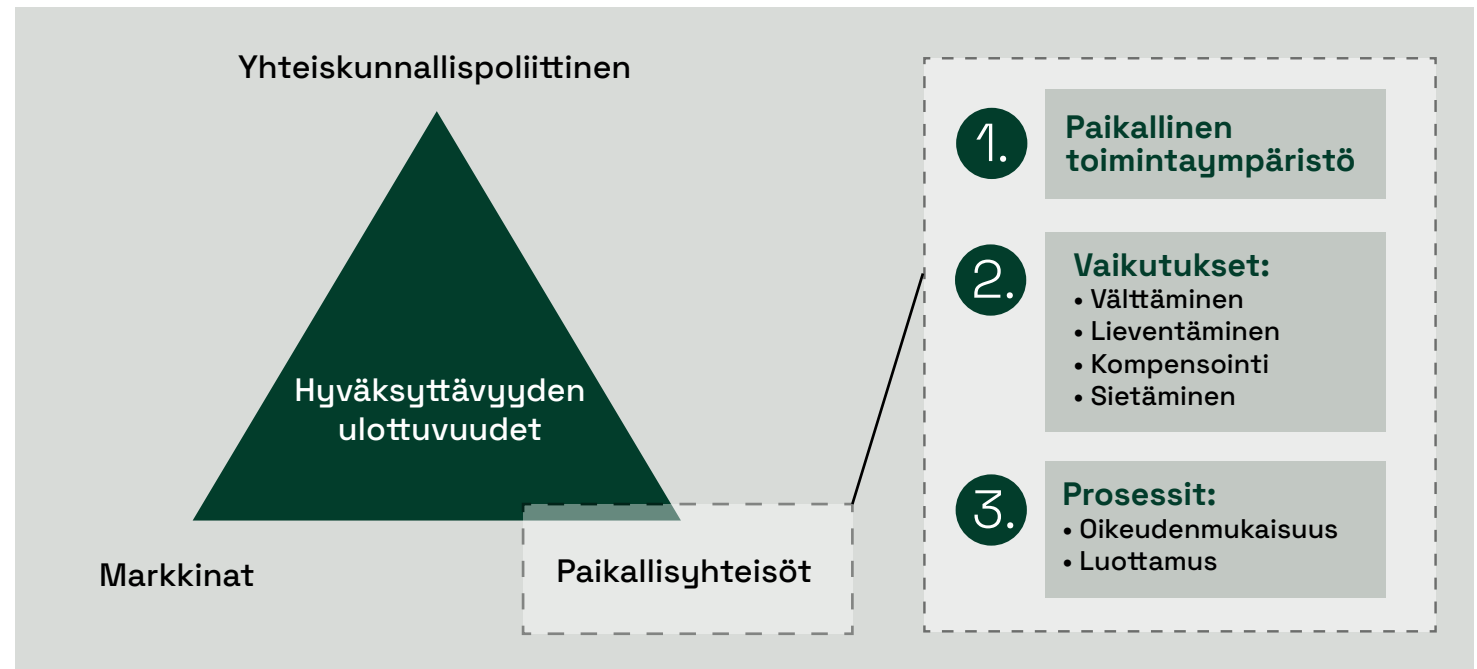 Yhteiskunnallispoliittinen
Hyväksyttävyyden
ulottuvuudet
Markkinat
Paikallisyhteisöt
1.
Paikallinen
toimintaympäristö
2.
Vaikutukset:
• Välttäminen
• Lieventäminen
• Kompensointi
• Sietäminen
3.
Prosessit:
• Oikeudenmukaisuus
• Luottamus